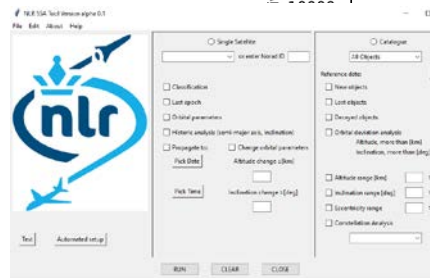 NLR SSA Tool Version alpha 0.1
File Edit About Help
nlr
Test
Automated setup
Single Satellite
or enter Norad ID
Classification
Last epoch
Orbital parameters
Historic analysis (semi-major axis, inclination)
Propagate to:
Change orbital parameters
Pick Date
Altitude change ±[km]
Pick Time
Inclination change ±[deg]
Catalogue
All Objects
Reference date:
New objects
Lost objects
Decayed objects
Orbital deviation analysis
Altitude, more than [km]
Inclination, more than [deg]
Altitude range [km]
Inclination range [deg]
Eccentricity range
Constellation Analysis
RUN CLEAR CLOSE